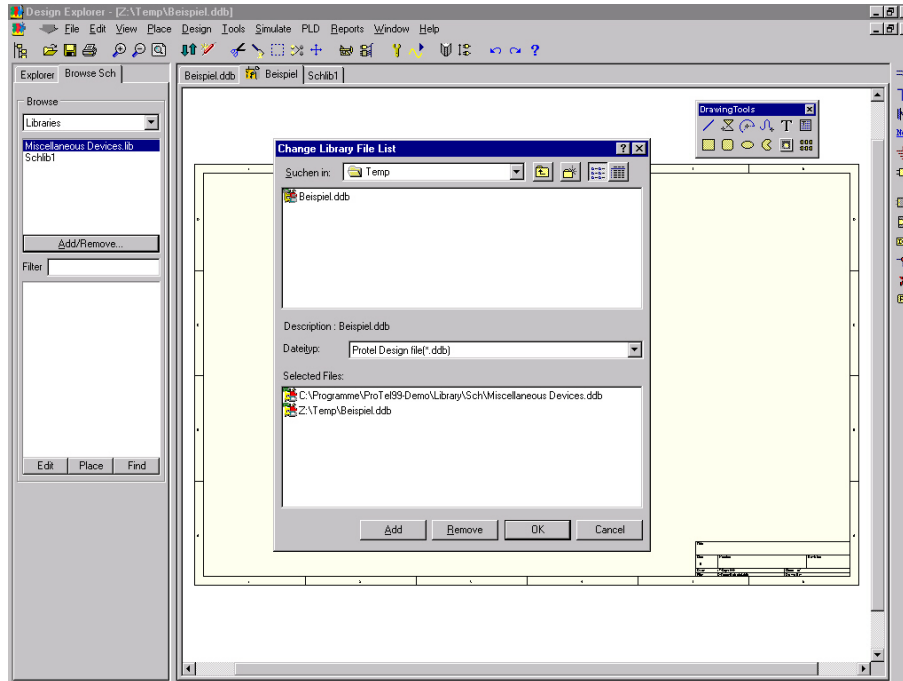 Design Explorer - [Z:\Temp\Beispiel.ddb]
File Edit View Place Design Tools Simulate PLD Reports Window Help
Explorer Browse Sch
Beispiel.ddb Beispiel Schlib1
Browse
Libraries
Miscellaneous Devices.lib
Schlib1
Add/Remove...
Filter
Edit Place Find
DrawingTools
T
Change Library File List
Suchen in: Temp
Beispiel.ddb
Description : Beispiel.ddb
Dateityp: Protel Design file(*.ddb)
Selected Files:
C:\Programme\ProTel99-Demo\Library\Sch\Miscellaneous Devices.ddb
Z:\Temp\Beispiel.ddb
Add Remove OK Cancel